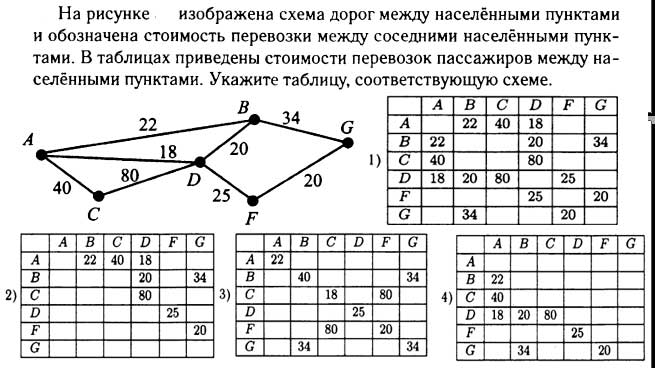 На рисунке изображена схема дорог между населёнными пунктами
и обозначена стоимость перевозки между соседними населёнными пунк-
тами. В таблицах приведены стоимости перевозок пассажиров между на-
селёнными пунктами. Укажите таблицу, соответствующую схеме.
A B C D F G
22 18 40 80 20 34 25 20
1)
A B C D F G
A 22 40 18
B 22 20 34
C 40 80
D 18 20 80 25
F 25 20
G 34 20
2)
A B C D F G
A 22 40 18
B 20 34
C 80
D 25
F 20
G
3)
A B C D F G
A 22
B 40 34
C 18 80
D 25
F 80 20
G 34 34
4)
A B C D F G
A
B 22
C 40
D 18 20 80
F 25
G 34 20